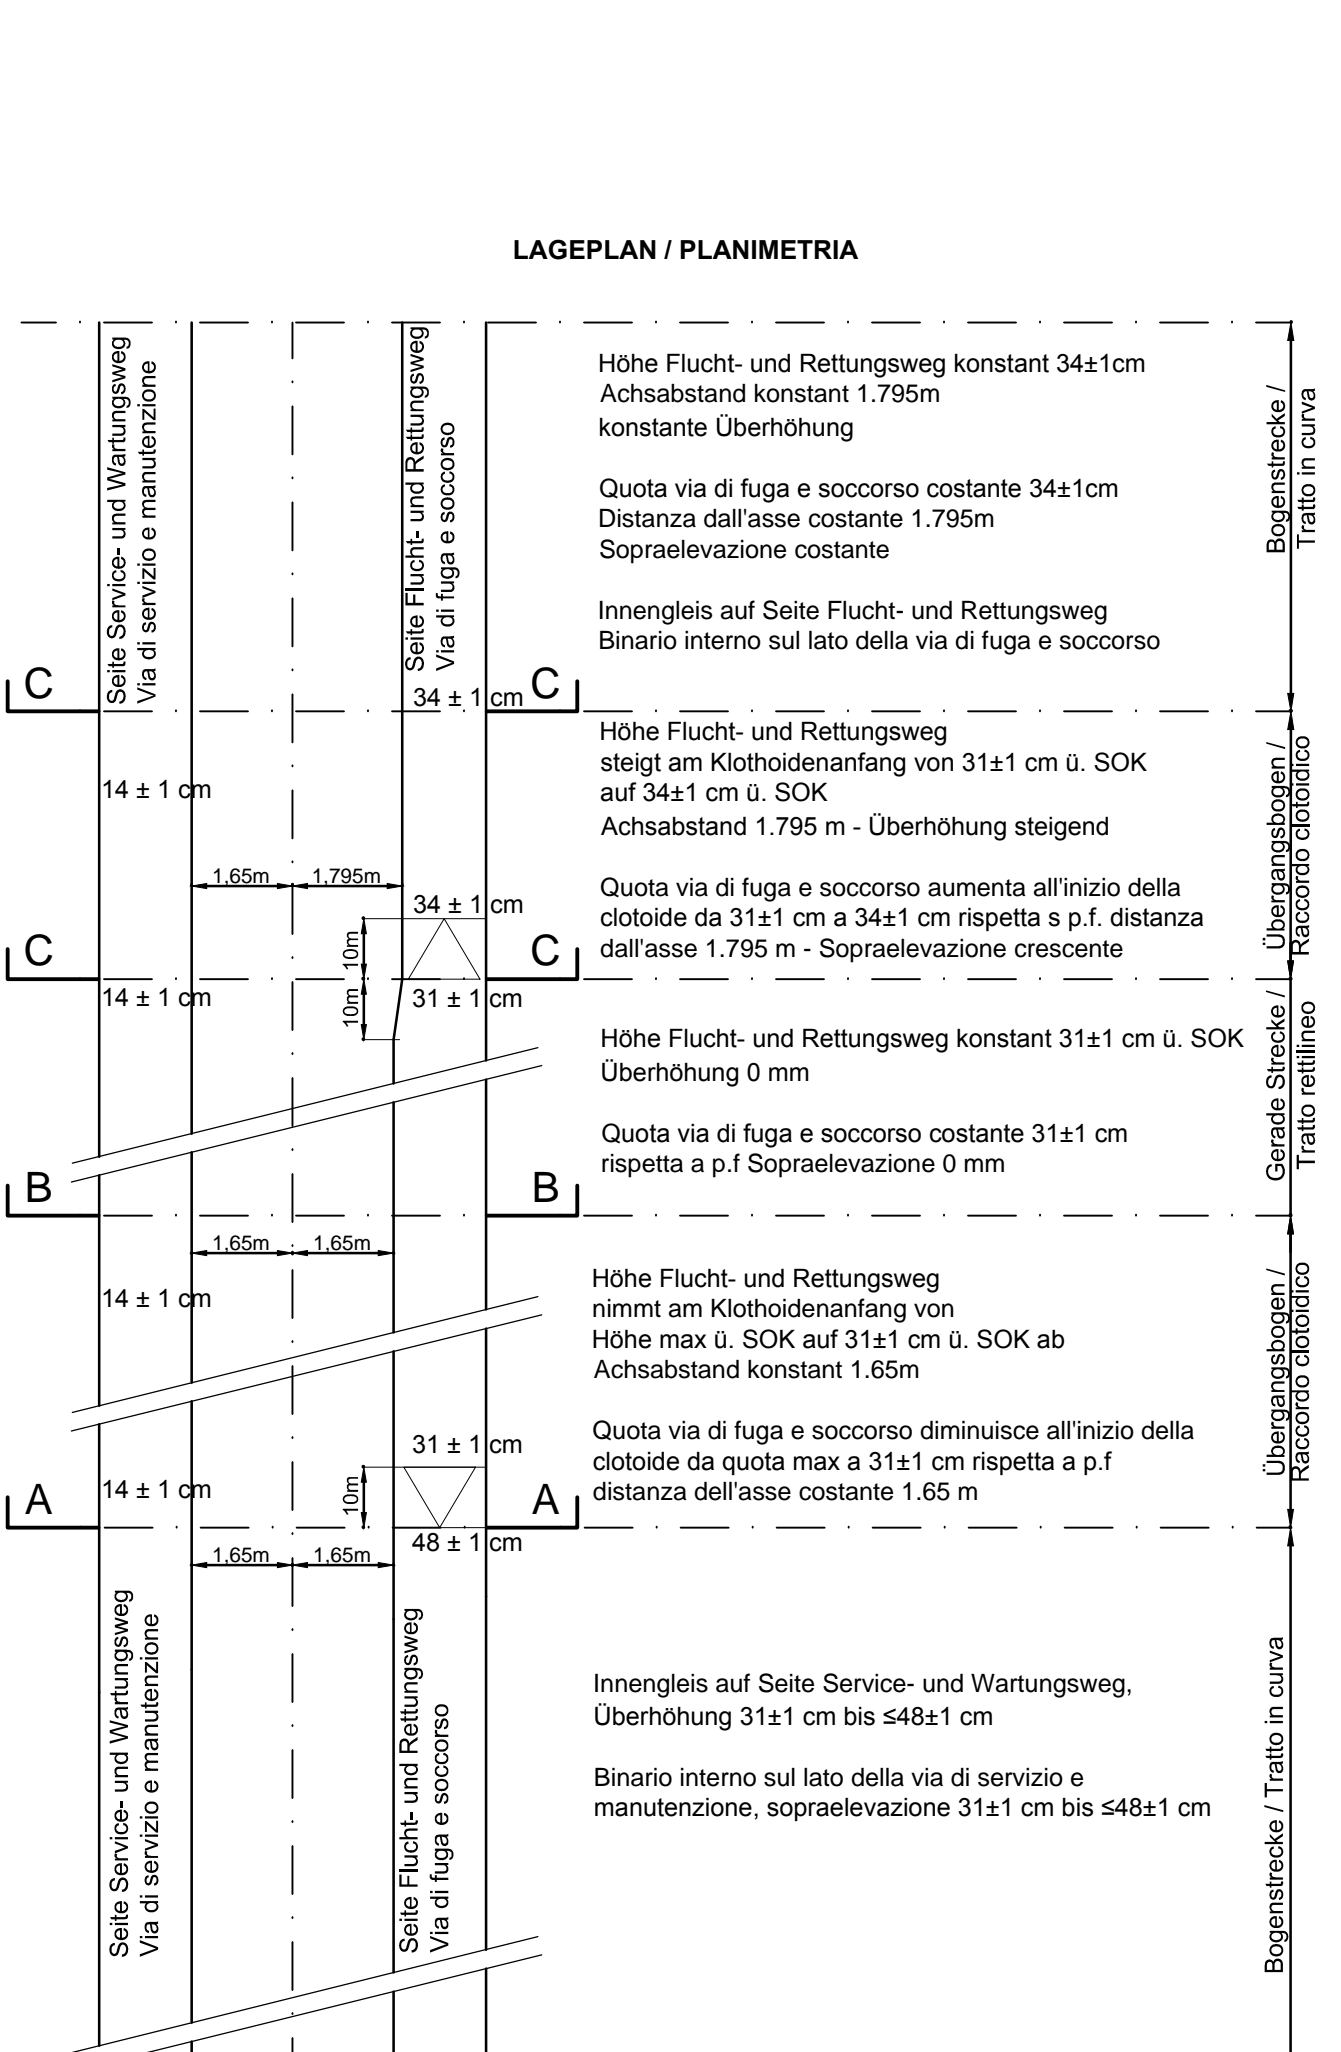 LAGEPLAN / PLANIMETRIA
Seite Service- und Wartungsweg
Via di servizio e manutenzione
Seite Flucht- und Rettungsweg
Via di fuga e soccorso
Höhe Flucht- und Rettungsweg konstant 34±1cm
Achsabstand konstant 1.795m
konstante Überhöhung
Quota via di fuga e soccorso costante 34±1cm
Distanza dall'asse costante 1.795m
Sopraelevazione costante
Innengleis auf Seite Flucht- und Rettungsweg
Binario interno sul lato della via di fuga e soccorso
Bogenstrecke /
Tratto in curva
C
34 ± 1 cm
C
Höhe Flucht- und Rettungsweg
steigt am Klothoidenanfang von 31±1 cm ü. SOK
auf 34±1 cm ü. SOK
Achsabstand 1.795 m - Überhöhung steigend
14 ± 1 cm
1,65m
1,795m
34 ± 1 cm
10m
Quota via di fuga e soccorso aumenta all'inizio della
clotoide da 31±1 cm a 34±1 cm rispetta s p.f. distanza
dall'asse 1.795 m - Sopraelevazione crescente
Übergangsbogen /
Raccordo clotoidico
C
C
14 ± 1 cm
10m
31 ± 1 cm
Höhe Flucht- und Rettungsweg konstant 31±1 cm ü. SOK
Überhöhung 0 mm
Quota via di fuga e soccorso costante 31±1 cm
rispetta a p.f Sopraelevazione 0 mm
Gerade Strecke /
Tratto rettilineo
B
B
1,65m
1,65m
14 ± 1 cm
Höhe Flucht- und Rettungsweg
nimmt am Klothoidenanfang von
Höhe max ü. SOK auf 31±1 cm ü. SOK ab
Achsabstand konstant 1.65m
Quota via di fuga e soccorso diminuisce all'inizio della
clotoide da quota max a 31±1 cm rispetta a p.f
distanza dell'asse costante 1.65 m
Übergangsbogen /
Raccordo clotoidico
31 ± 1 cm
14 ± 1 cm
10m
A
A
48 ± 1 cm
1,65m
1,65m
Seite Service- und Wartungsweg
Via di servizio e manutenzione
Seite Flucht- und Rettungsweg
Via di fuga e soccorso
Innengleis auf Seite Service- und Wartungsweg,
Überhöhung 31±1 cm bis ≤48±1 cm
Binario interno sul lato della via di servizio e
manutenzione, sopraelevazione 31±1 cm bis ≤48±1 cm
Bogenstrecke / Tratto in curva